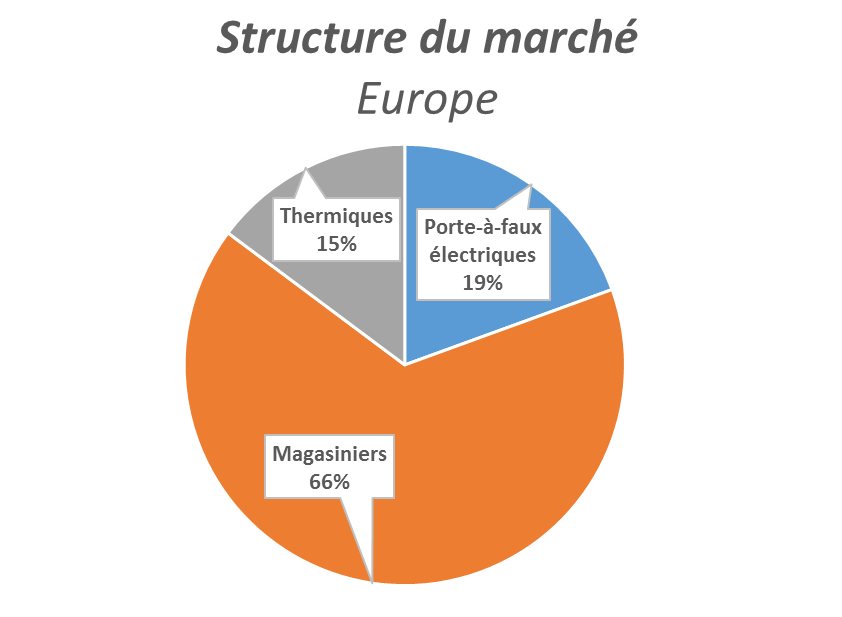 Structure du marché
Europe
Thermiques
15%
Porte-à-faux
électriques
19%
Magasiniers
66%